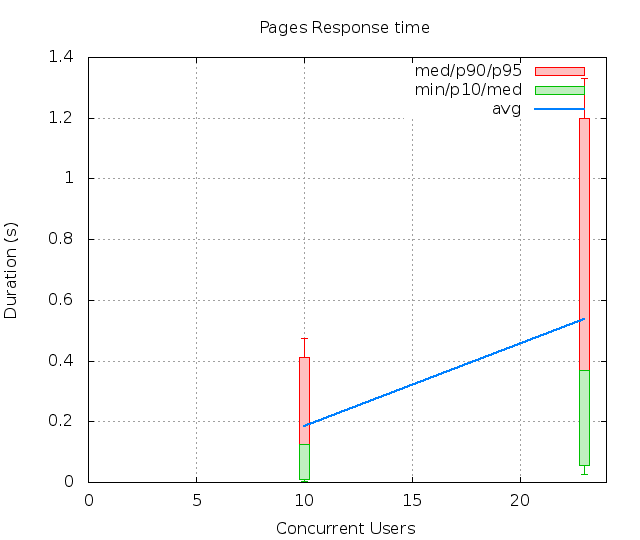 Pages Response time
med/p90/p95
min/p10/med
avg
1.4
1.2
1
0.8
0.6
0.4
0.2
0
Duration (s)
0 5 10 15 20
Concurrent Users